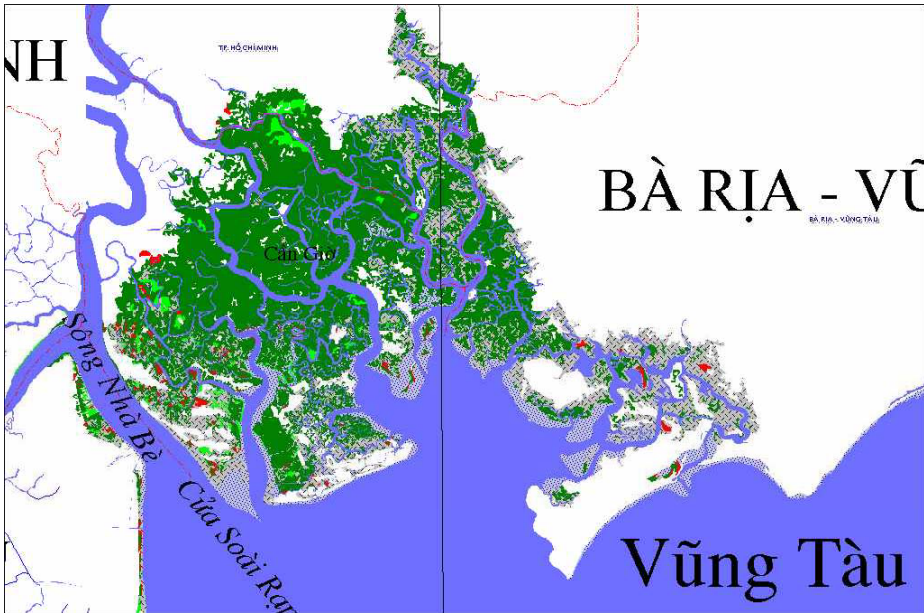 TP. HỒ CHÍ MINH
NH
BÀ RỊA - VŨ
BÀ RỊA - VŨNG TÀU
Cần Giờ
Sông Nhà Bè
Cửa Soài Rạp
Vũng Tàu